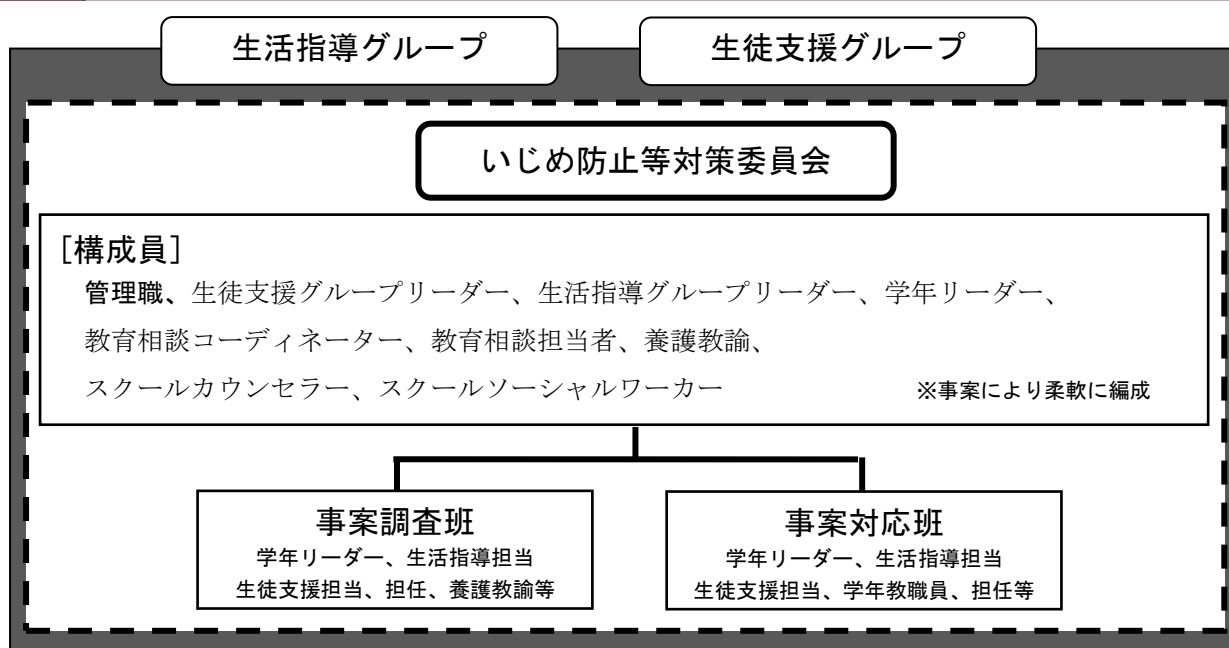 生活指導グループ
生徒支援グループ
いじめ防止等対策委員会
[構成員]
管理職、生徒支援グループリーダー、生活指導グループリーダー、学年リーダー、
教育相談コーディネーター、教育相談担当者、養護教諭、
スクールカウンセラー、スクールソーシャルワーカー
※事案により柔軟に編成
事案調査班
学年リーダー、生活指導担当
生徒支援担当、担任、養護教諭等
事案対応班
学年リーダー、生活指導担当
生徒支援担当、学年教職員、担任等